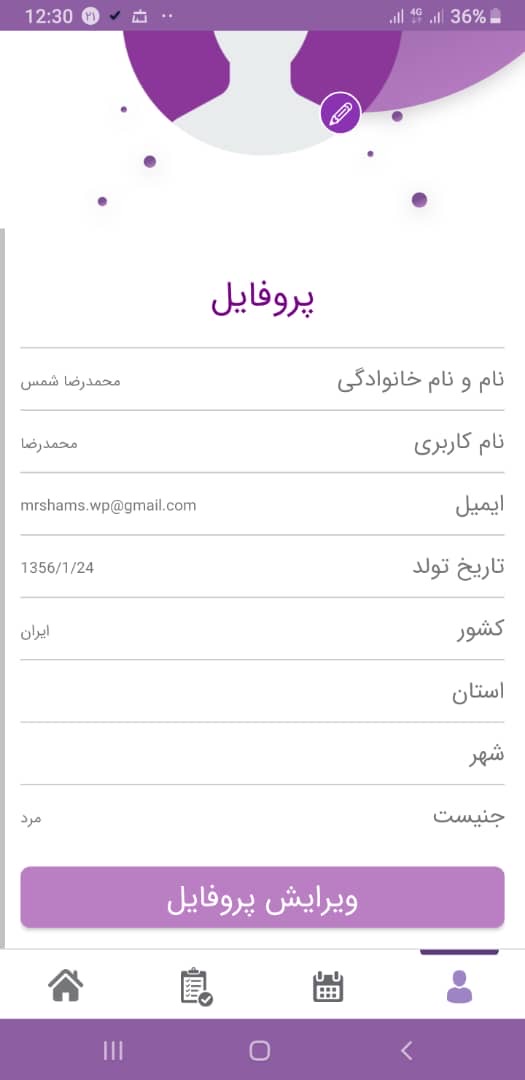 12:30 ۲۱ 4G 36%
پروفایل
نام و نام خانوادگی محمدرضا شمس
نام کاربری محمدرضا
ایمیل mrshams.wp@gmail.com
تاریخ تولد 1356/1/24
کشور ایران
استان
شهر
جنیست مرد
ویرایش پروفایل